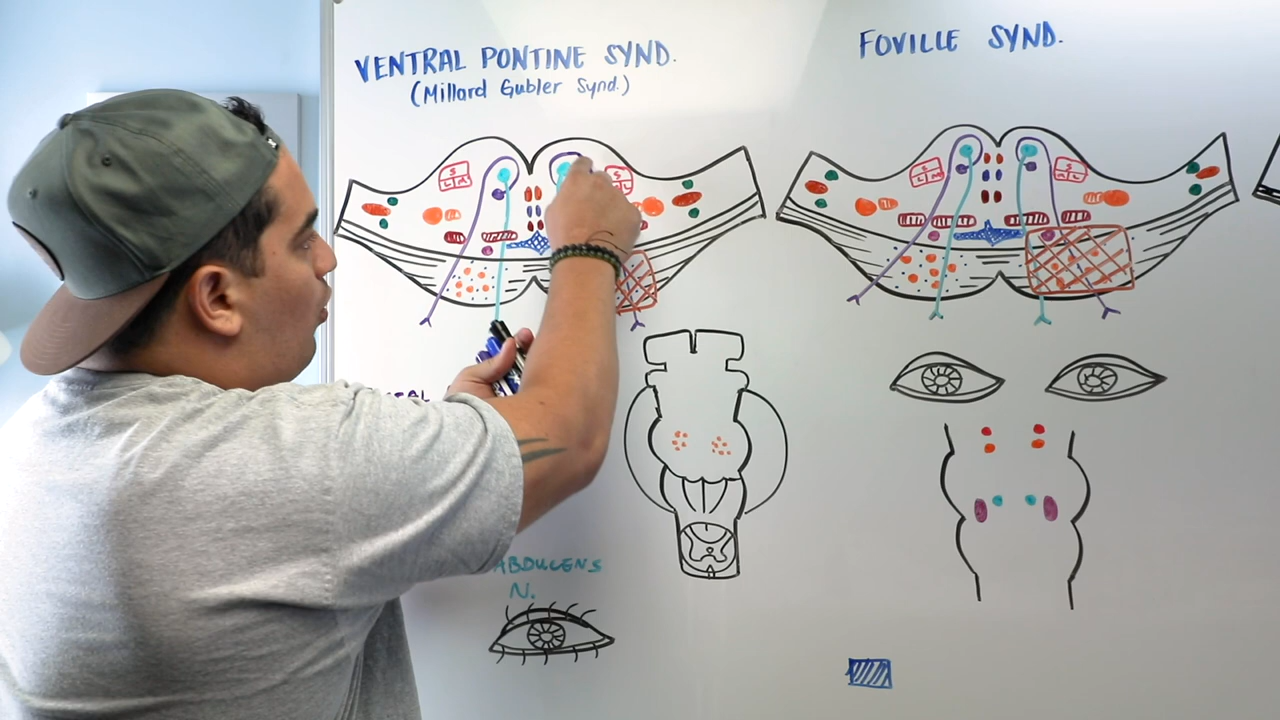 VENTRAL PONTINE SYND.
(Millard Gubler Synd.)
FOVILLE SYND.
S
L M
S
L
S
L M
S
L
ABDUCENS
N.